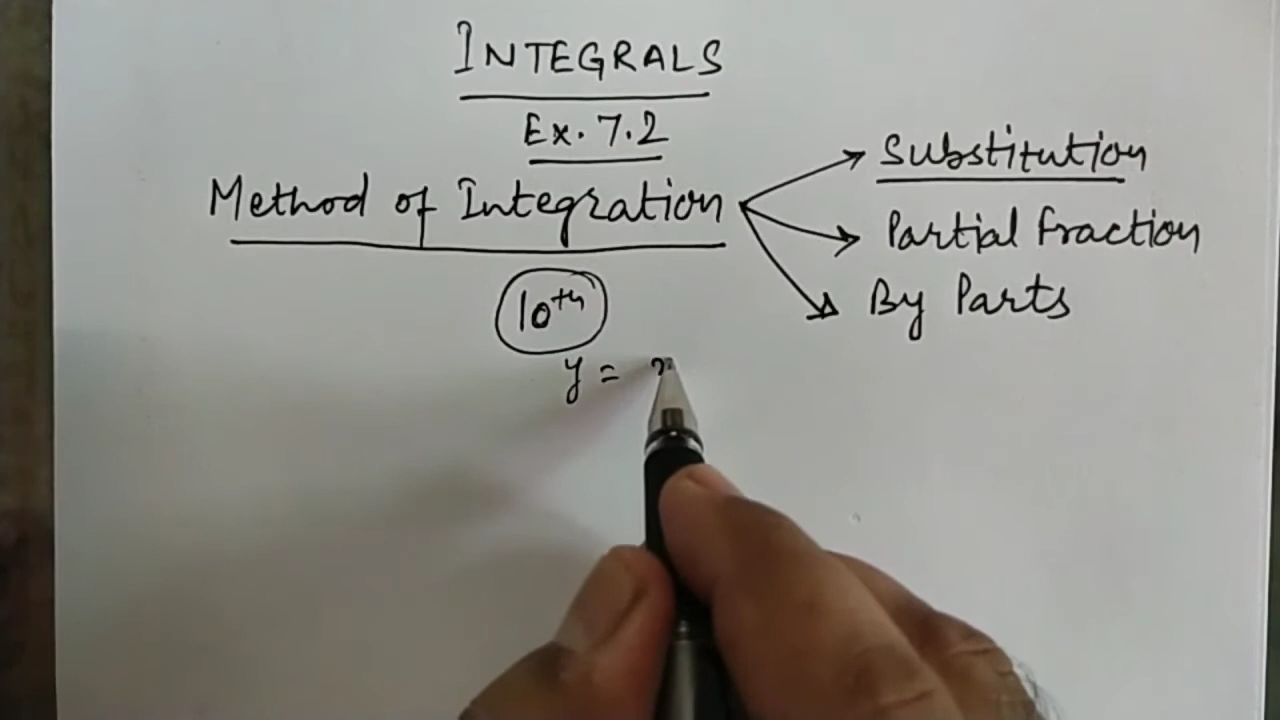 INTEGRALS
Ex. 7.2
Method of Integration
Substitution
Partial Fraction
By Parts
10th
y =